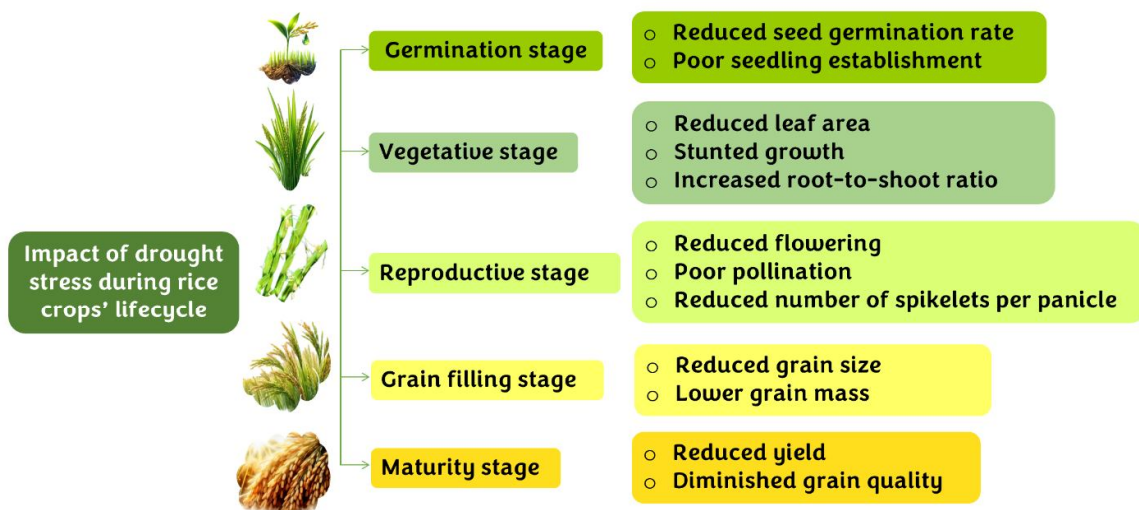 Impact of drought
stress during rice
crops’ lifecycle
Germination stage
o Reduced seed germination rate
o Poor seedling establishment
Vegetative stage
o Reduced leaf area
o Stunted growth
o Increased root-to-shoot ratio
Reproductive stage
o Reduced flowering
o Poor pollination
o Reduced number of spikelets per panicle
Grain filling stage
o Reduced grain size
o Lower grain mass
Maturity stage
o Reduced yield
o Diminished grain quality